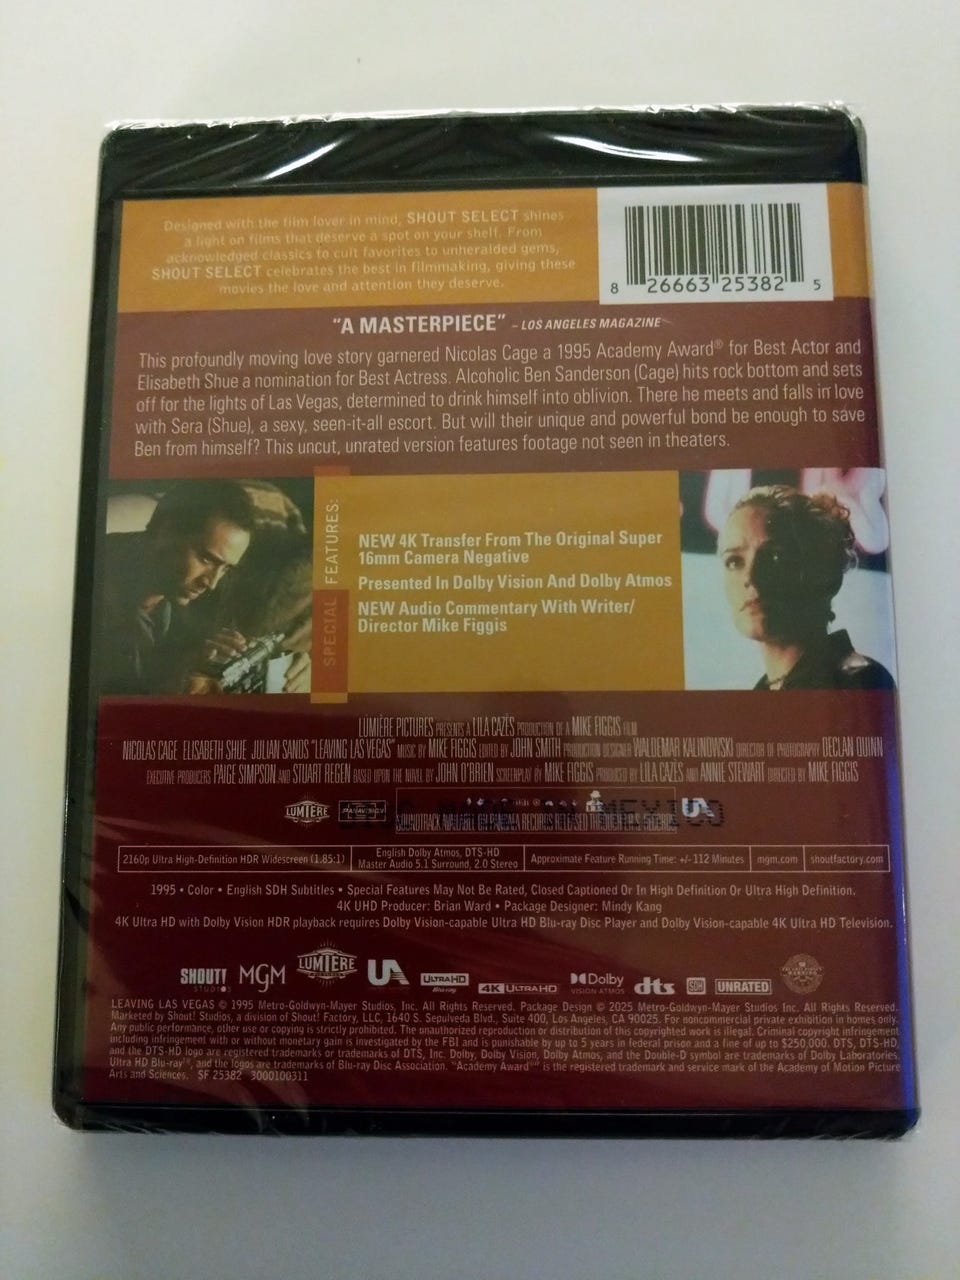 Designed with the film lover in mind, SHOUT SELECT shines
a light on films that deserve a spot on your shelf. From
acknowledged classics to cult favorites to unheralded gems,
SHOUT SELECT celebrates the best in filmmaking, giving these
movies the love and attention they deserve.
8 26663 25382 5
"A MASTERPIECE" – LOS ANGELES MAGAZINE
This profoundly moving love story garnered Nicolas Cage a 1995 Academy Award® for Best Actor and
Elisabeth Shue a nomination for Best Actress. Alcoholic Ben Sanderson (Cage) hits rock bottom and sets
off for the lights of Las Vegas, determined to drink himself into oblivion. There he meets and falls in love
with Sera (Shue), a sexy, seen-it-all escort. But will their unique and powerful bond be enough to save
Ben from himself? This uncut, unrated version features footage not seen in theaters.
SPECIAL FEATURES:
NEW 4K Transfer From The Original Super
16mm Camera Negative
Presented In Dolby Vision And Dolby Atmos
NEW Audio Commentary With Writer/
Director Mike Figgis
LUMIÈRE PICTURES PRESENTS A LILA CAZÈS PRODUCTION OF A MIKE FIGGIS FILM
NICOLAS CAGE ELISABETH SHUE JULIAN SANDS "LEAVING LAS VEGAS" MUSIC BY MIKE FIGGIS EDITED BY JOHN SMITH PRODUCTION DESIGNER WALDEMAR KALINOWSKI DIRECTOR OF PHOTOGRAPHY DECLAN QUINN
EXECUTIVE PRODUCERS PAIGE SIMPSON AND STUART REGEN BASED UPON THE NOVEL BY JOHN O'BRIEN SCREENPLAY BY MIKE FIGGIS PRODUCED BY LILA CAZÈS AND ANNIE STEWART DIRECTED BY MIKE FIGGIS
LUMIERE PANAVISION UA
MEXICO
SOUNDTRACK AVAILABLE ON PANGAEA RECORDS
2160p Ultra High-Definition HDR Widescreen (1.85:1)
English Dolby Atmos, DTS-HD
Master Audio 5.1 Surround, 2.0 Stereo
Approximate Feature Running Time: +/- 112 Minutes
mgm.com
shoutfactory.com
1995 • Color • English SDH Subtitles • Special Features May Not Be Rated, Closed Captioned Or In High Definition Or Ultra High Definition.
4K UHD Producer: Brian Ward • Package Designer: Mindy Kang
4K Ultra HD with Dolby Vision HDR playback requires Dolby Vision-capable Ultra HD Blu-ray Disc Player and Dolby Vision-capable 4K Ultra HD Television.
SHOUT! STUDIOS MGM LUMIERE UA ULTRA HD Blu-ray 4K ULTRA HD Dolby VISION·ATMOS dts SDH UNRATED
LEAVING LAS VEGAS © 1995 Metro-Goldwyn-Mayer Studios, Inc. All Rights Reserved. Package Design © 2025 Metro-Goldwyn-Mayer Studios Inc. All Rights Reserved.
Marketed by Shout! Studios, a division of Shout! Factory, LLC, 1640 S. Sepulveda Blvd., Suite 400, Los Angeles, CA 90025. For noncommercial private exhibition in homes only.
Any public performance, other use or copying is strictly prohibited. The unauthorized reproduction or distribution of this copyrighted work is illegal. Criminal copyright infringement,
including infringement with or without monetary gain is investigated by the FBI and is punishable by up to 5 years in federal prison and a fine of up to $250,000. DTS, DTS-HD,
and the DTS-HD logo are registered trademarks or trademarks of DTS, Inc. Dolby, Dolby Vision, Dolby Atmos, and the Double-D symbol are trademarks of Dolby Laboratories.
Ultra HD Blu-ray™, and the logos are trademarks of Blu-ray Disc Association. "Academy Award®" is the registered trademark and service mark of the Academy of Motion Picture
Arts and Sciences. SF 25382 3000100311